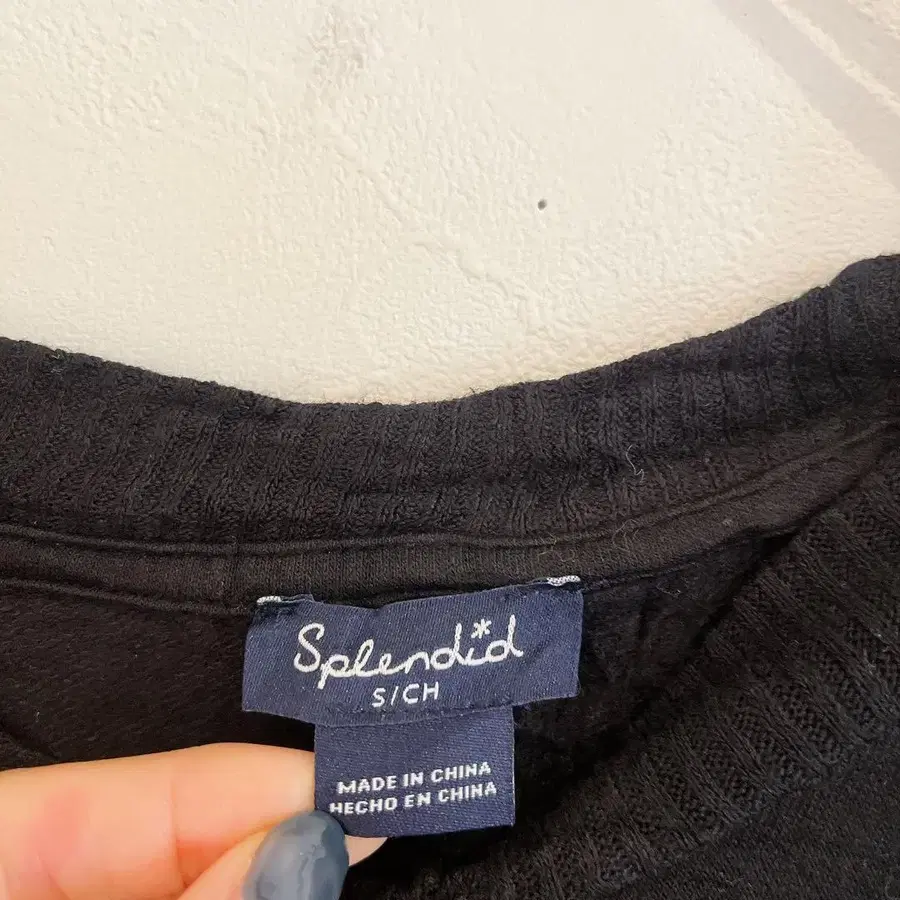 Splendid
S/CH
MADE IN CHINA
HECHO EN CHINA